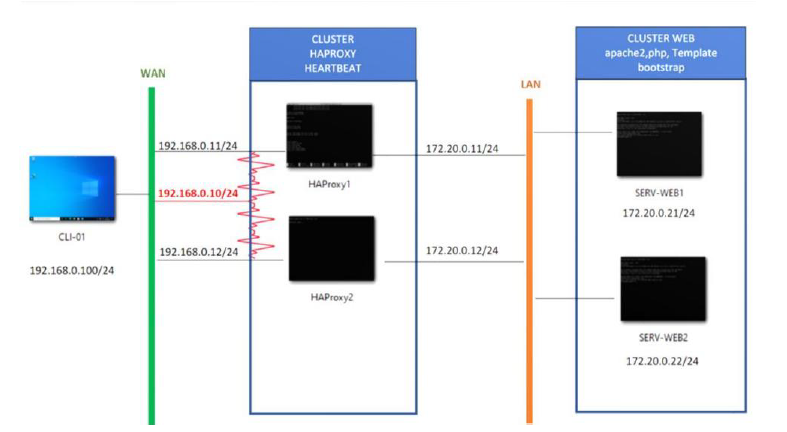 CLUSTER
HAPROXY
HEARTBEAT
CLUSTER WEB
apache2,php, Template
bootstrap
WAN
LAN
192.168.0.11/24
172.20.0.11/24
HAProxy1
192.168.0.10/24
SERV-WEB1
172.20.0.21/24
CLI-01
192.168.0.12/24
172.20.0.12/24
192.168.0.100/24
HAProxy2
SERV-WEB2
172.20.0.22/24